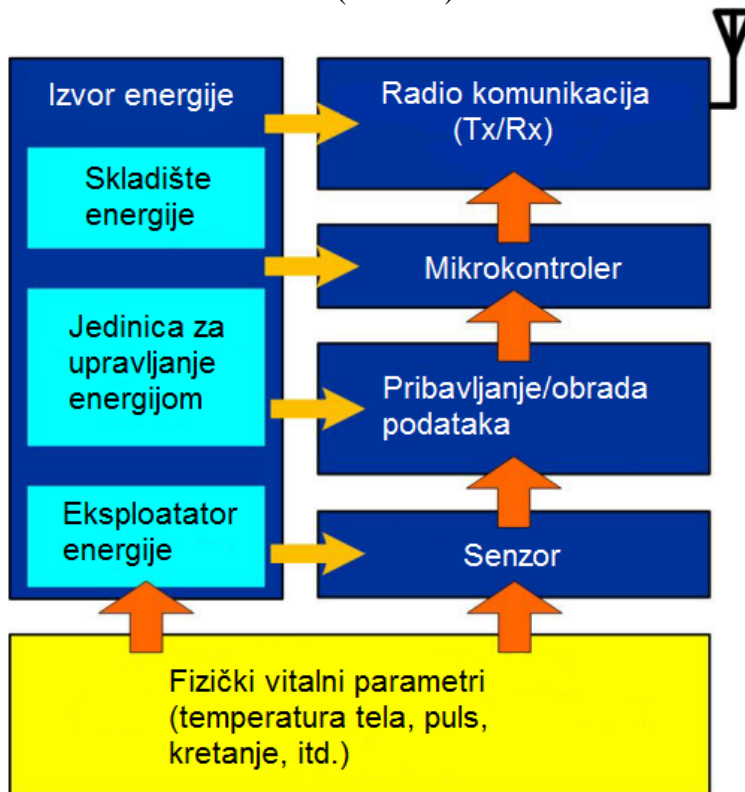 Izvor energije
Skladište
energije
Jedinica za
upravljanje
energijom
Eksploatator
energije
Radio komunikacija
(Tx/Rx)
Mikrokontroler
Pribavljanje/obrada
podataka
Senzor
Fizički vitalni parametri
(temperatura tela, puls,
kretanje, itd.)